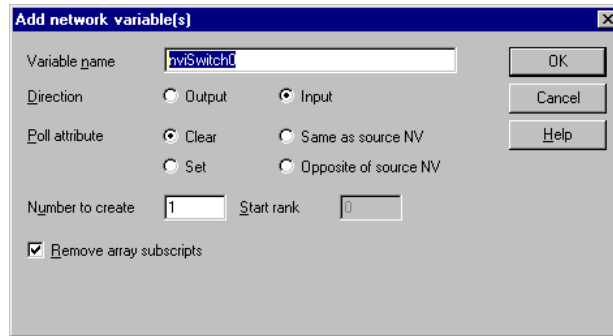 Add network variable(s)
Variable name nviSwitch0 OK
Direction Output Input Cancel
Poll attribute Clear Same as source NV Help
Set Opposite of source NV
Number to create 1 Start rank 0
Remove array subscripts